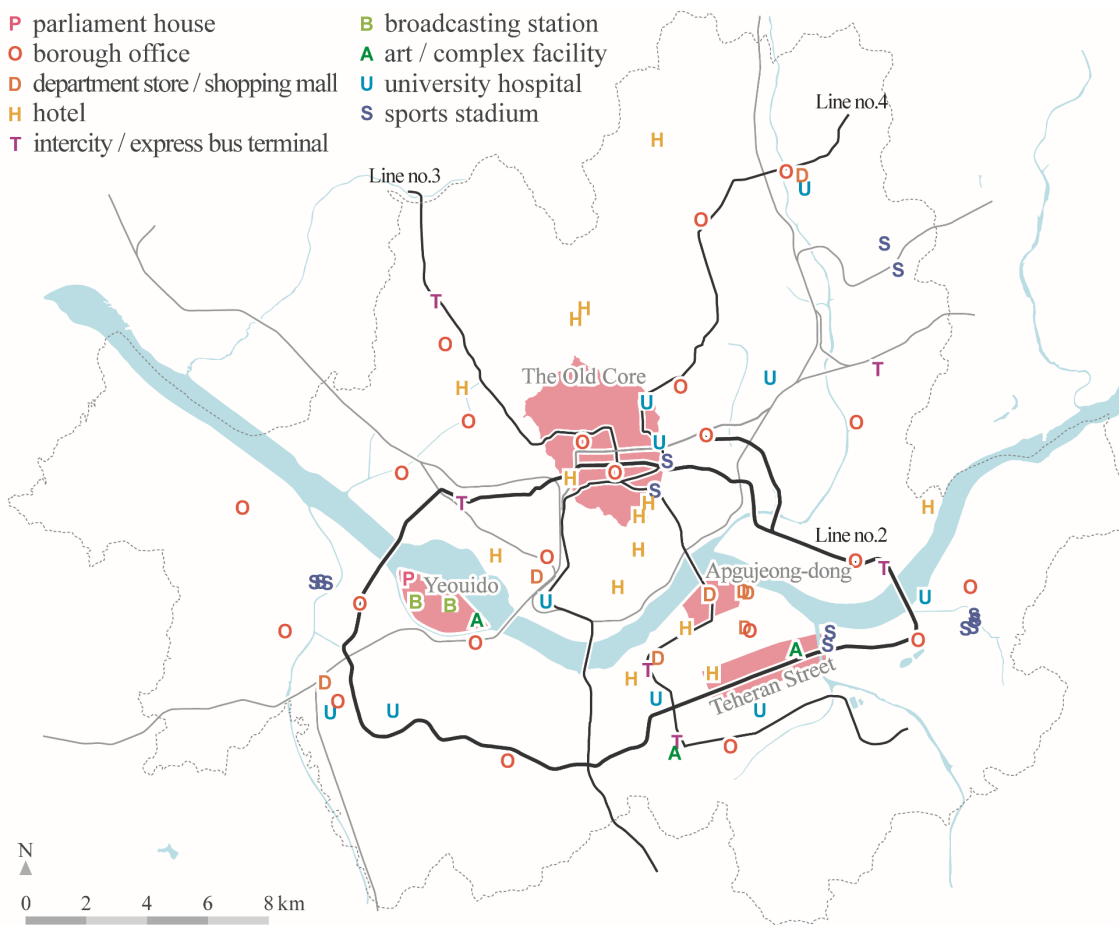 P parliament house
O borough office
D department store / shopping mall
H hotel
T intercity / express bus terminal
B broadcasting station
A art / complex facility
U university hospital
S sports stadium
Line no.4
H
O D
U
Line no.3
O
S
S
T
H
H
O
T
The Old Core
U
O
H
U
O
O
O
O
U
S
O
O
H
S
T
H
H
H
O
Line no.2
H
H
O
O
T
P
Yeouido
D
Apgujeong-dong
SSS
H
D
D D
O
B
B
U
U
O
A
S
S
S S
O
O
H
D O
S
S
O
A
D
T
D
H
H
Teheran Street
O
U
U
U
U
T
A
O
O
N
0 2 4 6 8 km